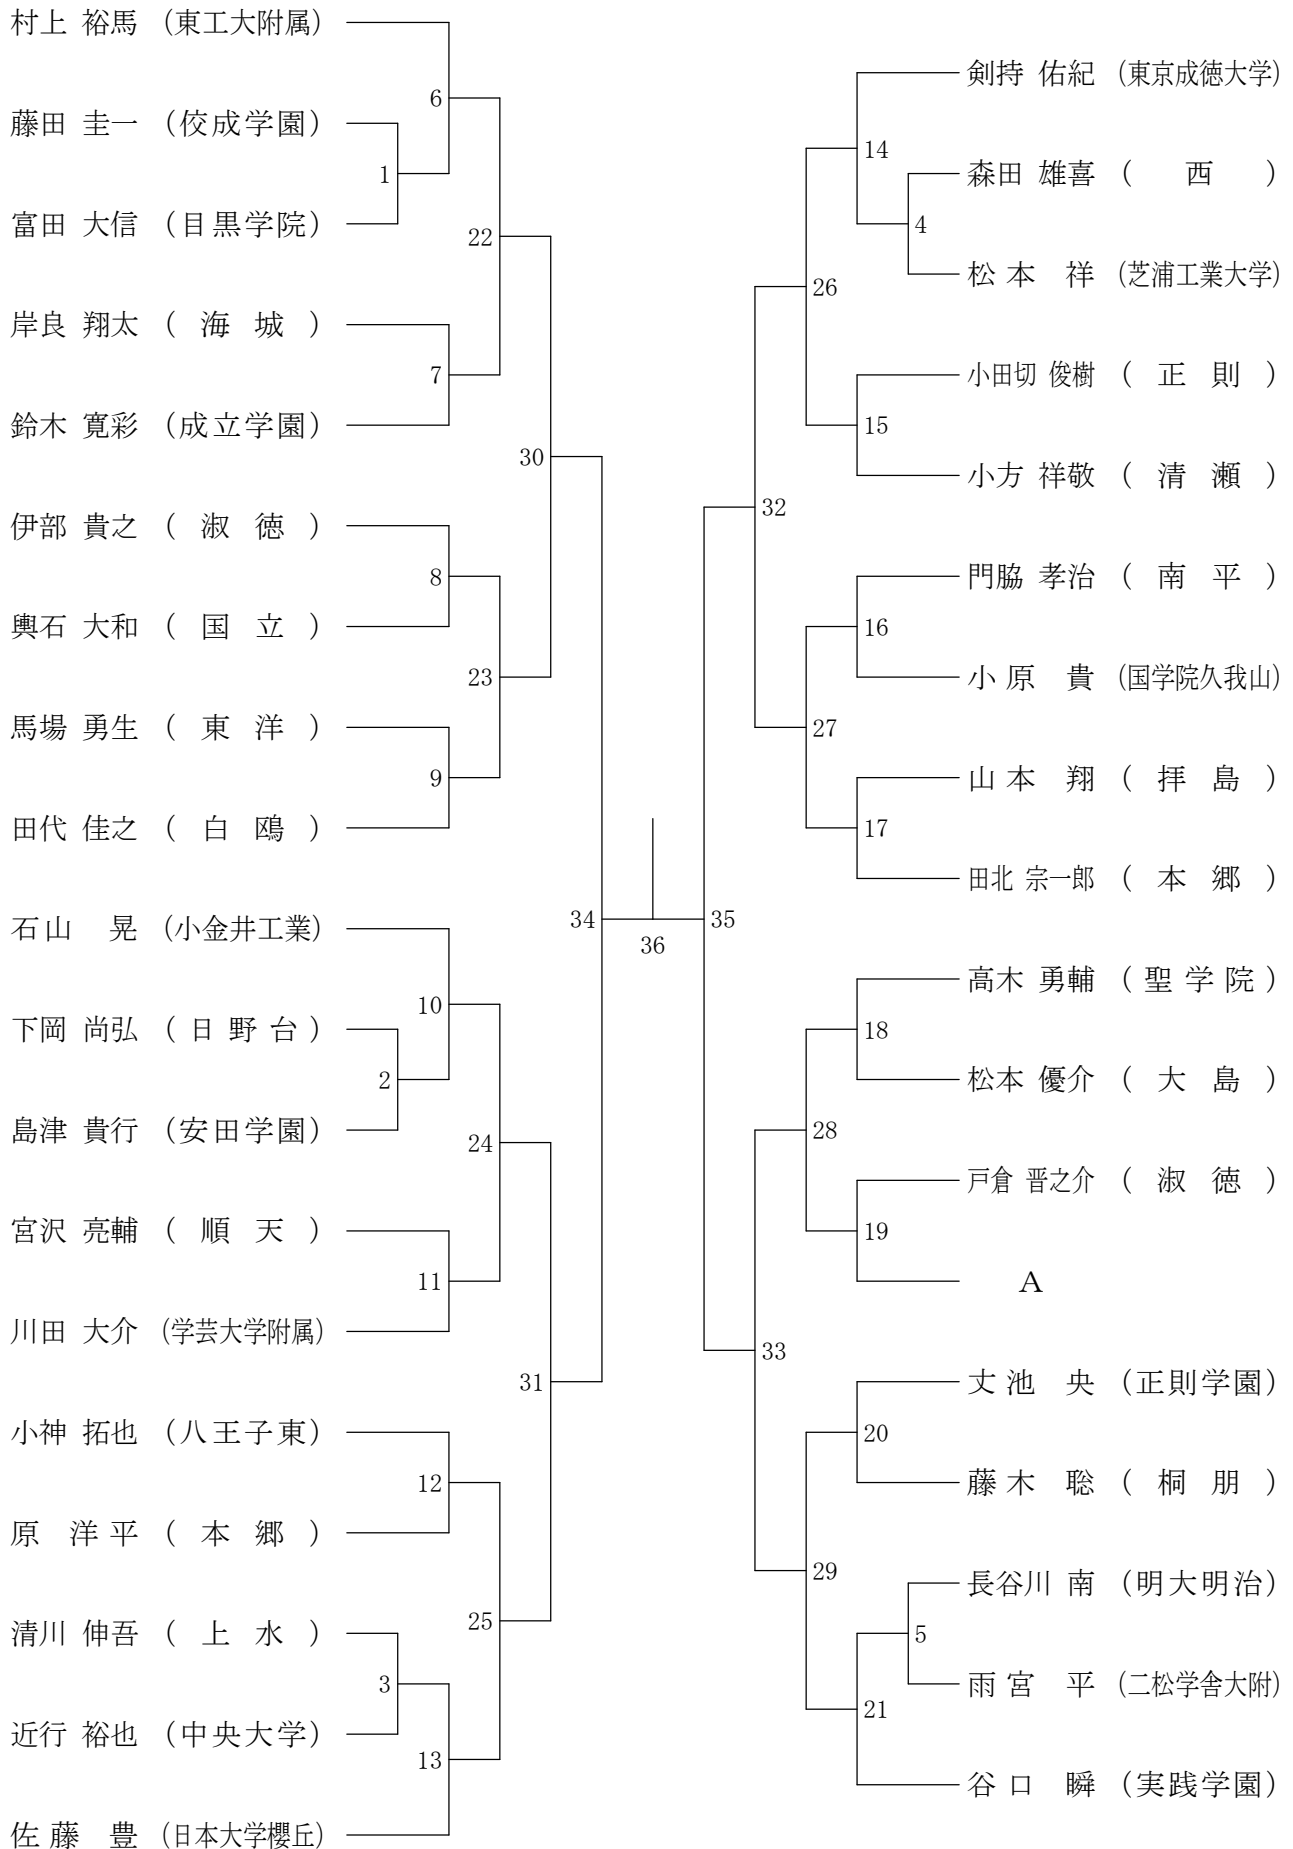 村上 裕馬 (東工大附属)
藤田 圭一 (佼成学園)
富田 大信 (目黒学院)
岸良 翔太 ( 海 城 )
鈴木 寛彩 (成立学園)
伊部 貴之 ( 淑 徳 )
輿石 大和 ( 国 立 )
馬場 勇生 ( 東 洋 )
田代 佳之 ( 白 鴎 )
石山 晃 (小金井工業)
下岡 尚弘 ( 日 野 台 )
島津 貴行 (安田学園)
宮沢 亮輔 ( 順 天 )
川田 大介 (学芸大学附属)
小神 拓也 (八王子東)
原 洋平 ( 本 郷 )
清川 伸吾 ( 上 水 )
近行 裕也 (中央大学)
佐藤 豊 (日本大学櫻丘)
1
2
3
6
7
8
9
10
11
12
13
22
23
24
25
30
31
34
36
35
32
33
26
27
28
29
14
15
16
17
18
19
20
21
4
5
剣持 佑紀 (東京成徳大学)
森田 雄喜 ( 西 )
松本 祥 (芝浦工業大学)
小田切 俊樹 ( 正 則 )
小方 祥敬 ( 清 瀬 )
門脇 孝治 ( 南 平 )
小原 貴 (国学院久我山)
山本 翔 ( 拝 島 )
田北 宗一郎 ( 本 郷 )
高木 勇輔 ( 聖 学 院 )
松本 優介 ( 大 島 )
戸倉 晋之介 ( 淑 徳 )
A
丈池 央 (正則学園)
藤木 聡 ( 桐 朋 )
長谷川 南 (明大明治)
雨宮 平 (二松学舎大附)
谷口 瞬 (実践学園)